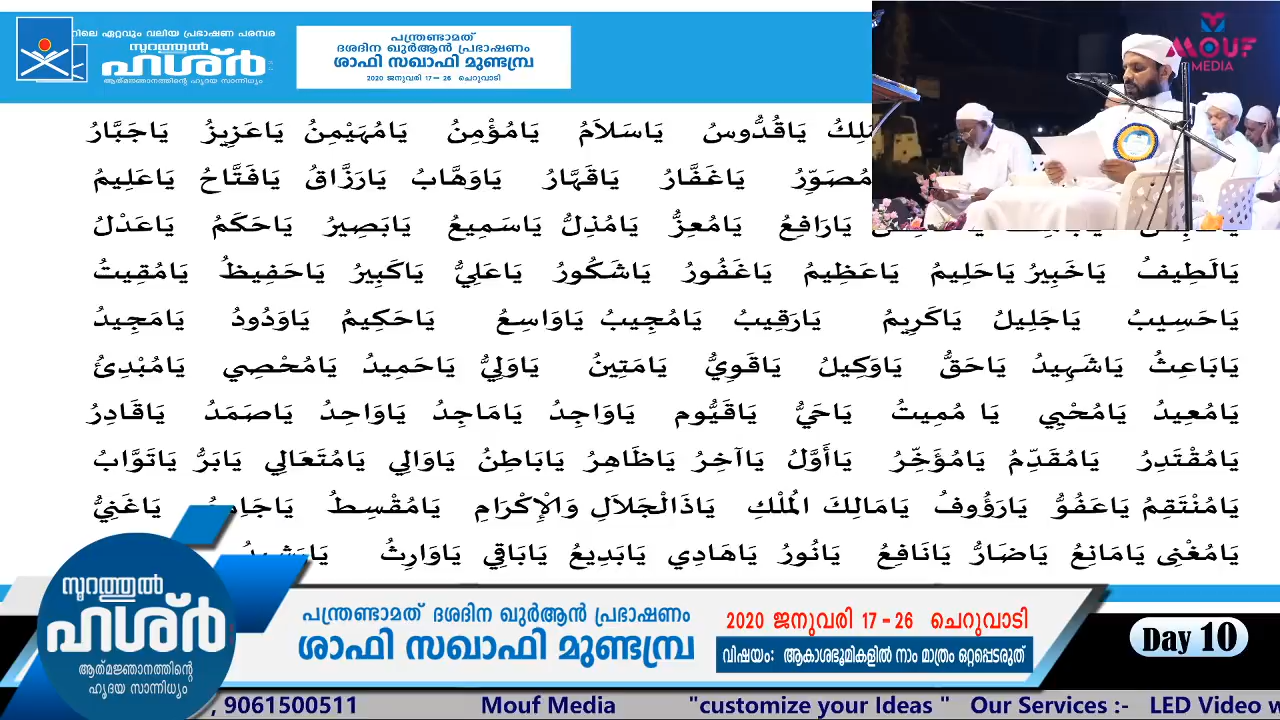 റിലെ ഏറ്റവും വലിയ പ്രഭാഷണ പരമ്പര
സൂറത്തുൽ
ഹശ്ർ
ആത്മജ്ഞാനത്തിന്റെ ഹൃദയ സാന്നിധ്യം
പന്ത്രണ്ടാമത്
ദശദിന ഖുർആൻ പ്രഭാഷണം
ശാഫി സഖാഫി മുണ്ടമ്പ്ര
2020 ജനുവരി 17 - 26 ചെറുവാടി
MOUF
MEDIA
يَاقُدُّوسُ يَاسَلاَمُ يَامُؤْمِنُ يَامُهَيْمِنُ يَاعَزِيزُ يَاجَبَّارُ
يَاغَفَّارُ يَاقَهَّارُ يَاوَهَّابُ يَارَزَّاقُ يَافَتَّاحُ يَاعَلِيمُ
يَارَافِعُ يَامُعِزُّ يَامُذِلُّ يَاسَمِيعُ يَابَصِيرُ يَاحَكَمُ يَاعَدْلُ
يَالَطِيفُ يَاخَبِيرُ يَاحَلِيمُ يَاعَظِيمُ يَاغَفُورُ يَاشَكُورُ يَاعَلِيُّ يَاكَبِيرُ يَاحَفِيظُ يَامُقِيتُ
يَاحَسِيبُ يَاجَلِيلُ يَاكَرِيمُ يَارَقِيبُ يَامُجِيبُ يَاوَاسِعُ يَاحَكِيمُ يَاوَدُودُ يَامَجِيدُ
يَابَاعِثُ يَاشَهِيدُ يَاحَقُّ يَاوَكِيلُ يَاقَوِيُّ يَامَتِينُ يَاوَلِيُّ يَاحَمِيدُ يَامُحْصِي يَامُبْدِئُ
يَامُعِيدُ يَامُحْيِي يَا مُمِيتُ يَاحَيُّ يَاقَيُّوم يَاوَاجِدُ يَامَاجِدُ يَاوَاحِدُ يَاصَمَدُ يَاقَادِرُ
يَامُقْتَدِرُ يَامُقَدِّمُ يَامُؤَخِّرُ يَاأَوَّلُ يَاآخِرُ يَاظَاهِرُ يَابَاطِنُ يَاوَالِي يَامُتَعَالِي يَابَرُّ يَاتَوَّابُ
يَامُنْتَقِمُ يَاعَفُوُّ يَارَؤُوفُ يَامَالِكَ الْمُلْكِ يَاذَالْجَلاَلِ وَالْإِكْرَامِ يَامُقْسِطُ يَاغَنِيُّ
يَامُغْنِى يَامَانِعُ يَاضَارُّ يَانَافِعُ يَانُورُ يَاهَادِي يَابَدِيعُ يَابَاقِي يَاوَارِثُ
സൂറത്തുൽ
ഹശ്ർ
ആത്മജ്ഞാനത്തിന്റെ
ഹൃദയ സാന്നിധ്യം
പന്ത്രണ്ടാമത് ദശദിന ഖുർആൻ പ്രഭാഷണം
ശാഫി സഖാഫി മുണ്ടമ്പ്ര
2020 ജനുവരി 17 - 26 ചെറുവാടി
വിഷയം: ആകാശഭൂമികളിൽ നാം മാത്രം ഒറ്റപ്പെടരുത്
Day 10
, 9061500511 Mouf Media "customize your Ideas " Our Services :- LED Video w